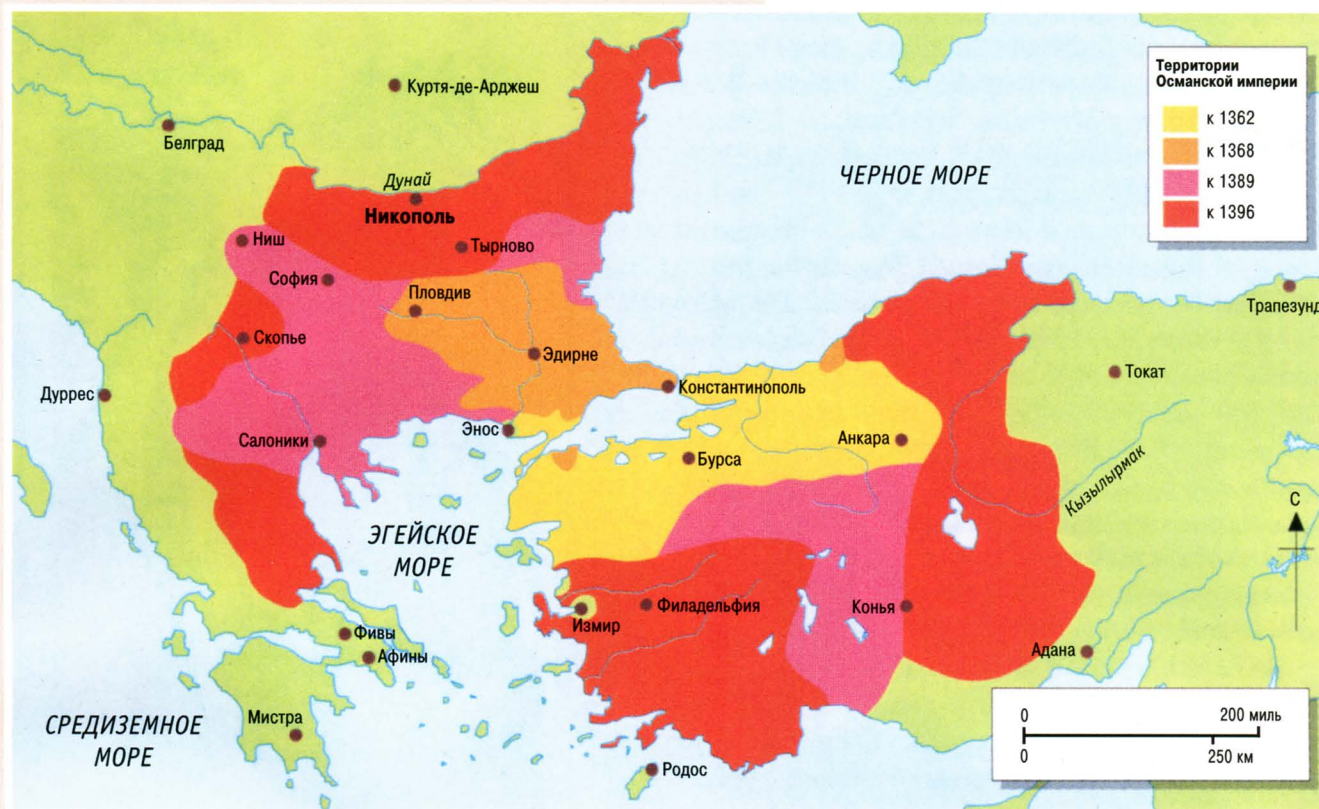 Территории
Османской империи
к 1362
к 1368
к 1389
к 1396
Куртя-де-Арджеш
Белград
ЧЕРНОЕ МОРЕ
Дунай
Никополь
Ниш
Тырново
София
Пловдив
Трапезунд
Скопье
Эдирне
Токат
Дуррес
Константинополь
Энос
Салоники
Анкара
Бурса
Кызылырмак
С
ЭГЕЙСКОЕ
МОРЕ
Филадельфия
Измир
Конья
Фивы
Афины
Адана
СРЕДИЗЕМНОЕ
МОРЕ
Мистра
Родос
0 200 миль
0 250 км